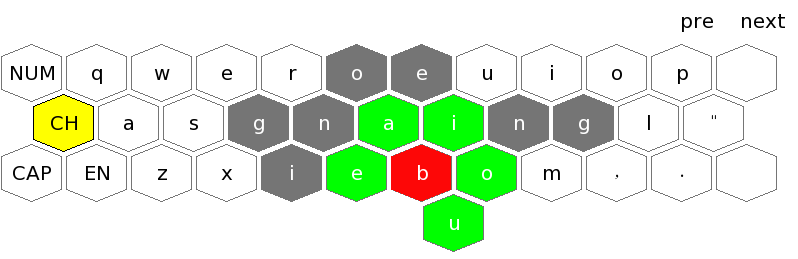 pre next
NUM q w e r o e u i o p
CH a s g n a i n g l "
CAP EN z x i e b o m , .
u